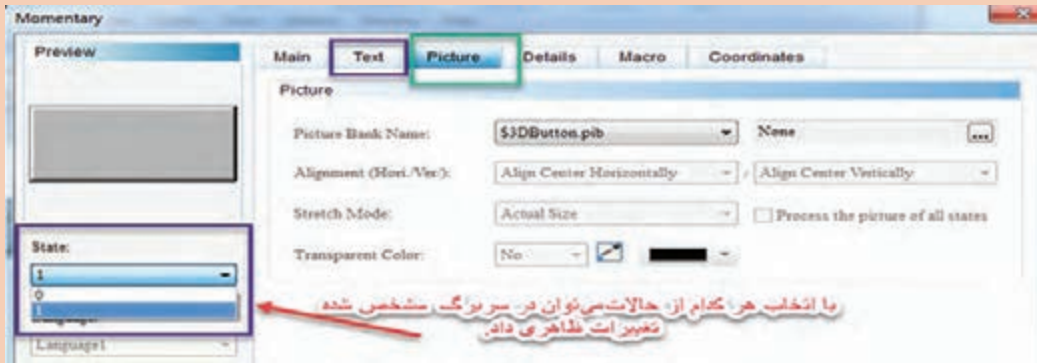 Momentary
Preview
Main Text Picture Details Macro Coordinates
Picture
Picture Bank Name: S3DButton.pib None ...
Alignment (Hori./Ver.): Align Center Horizontally / Align Center Vertically
Stretch Mode: Actual Size Process the picture of all states
Transparent Color: No
State:
1
0
1
Language1
با انتخاب هر کدام از حالات می‌توان در سربرگ مشخص شده
تغییرات ظاهری داد.